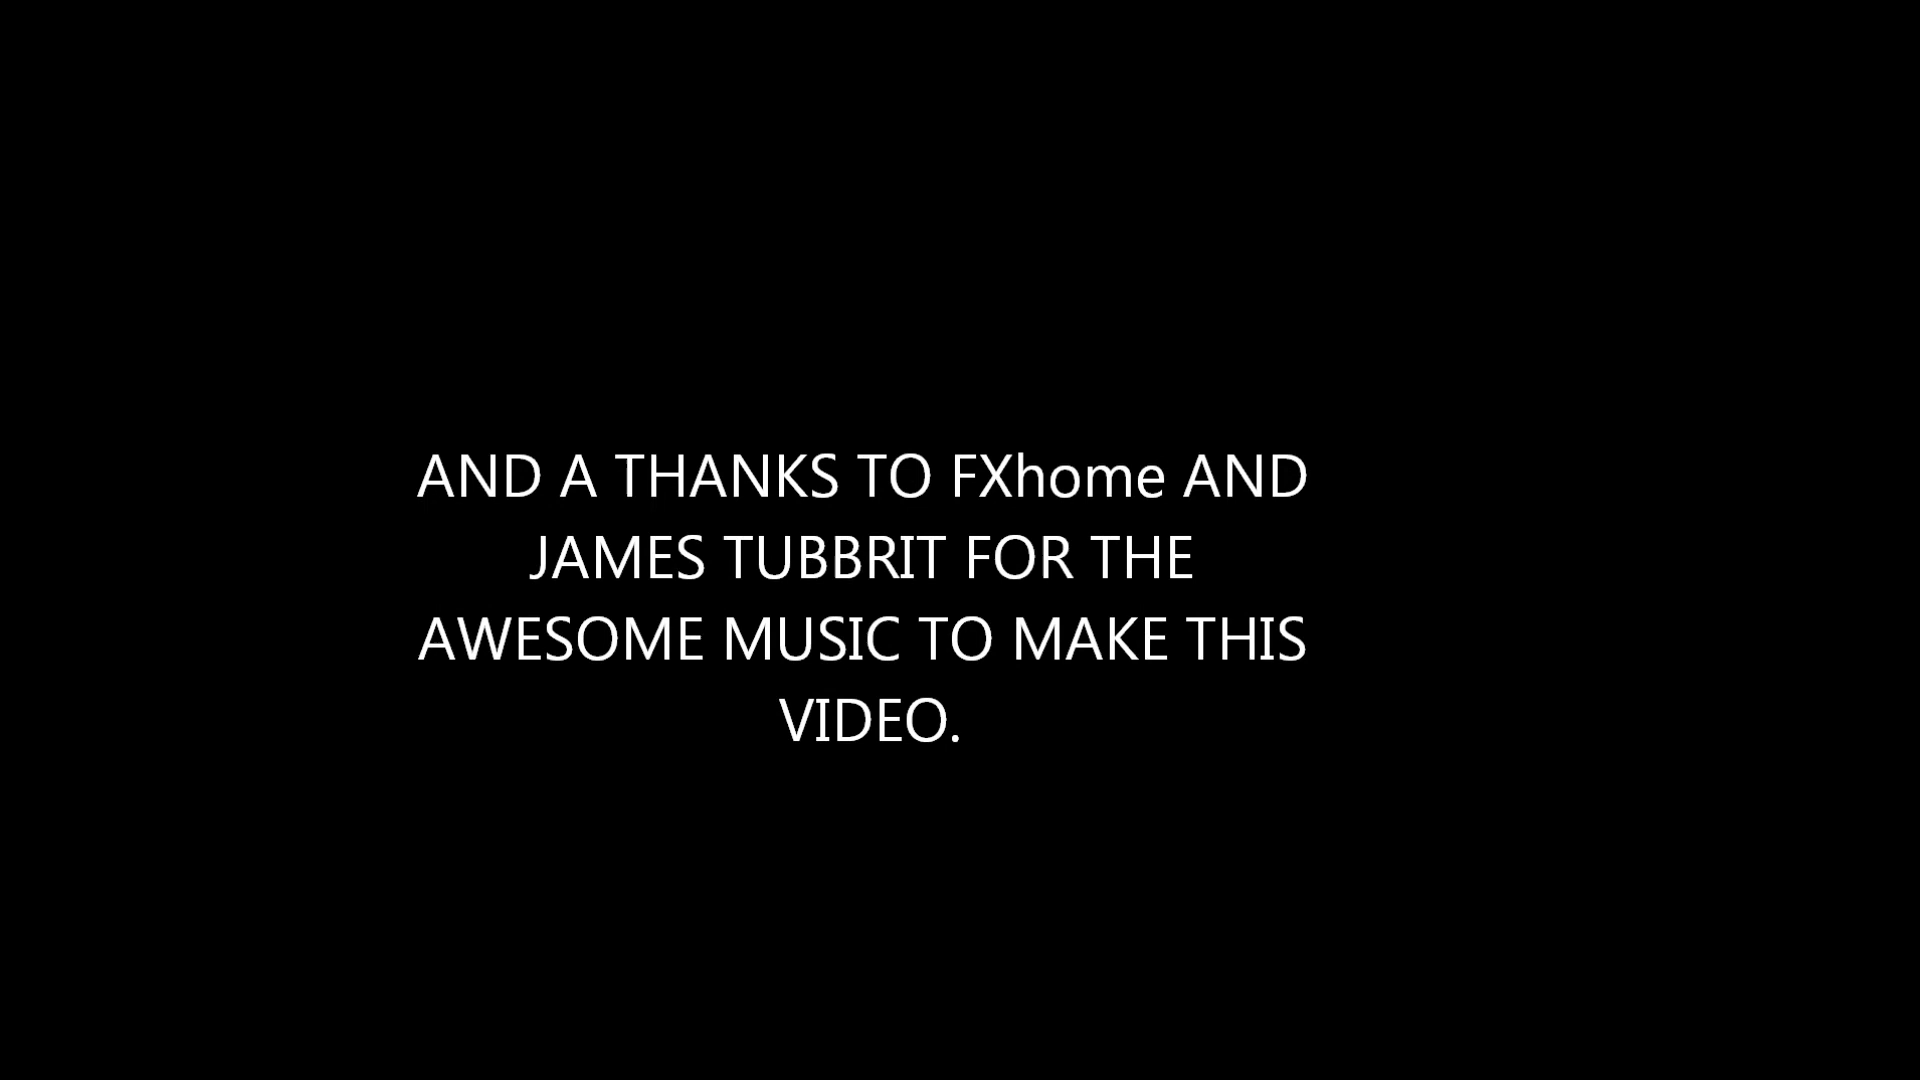 AND A THANKS TO FXhome AND
JAMES TUBBRIT FOR THE
AWESOME MUSIC TO MAKE THIS
VIDEO.